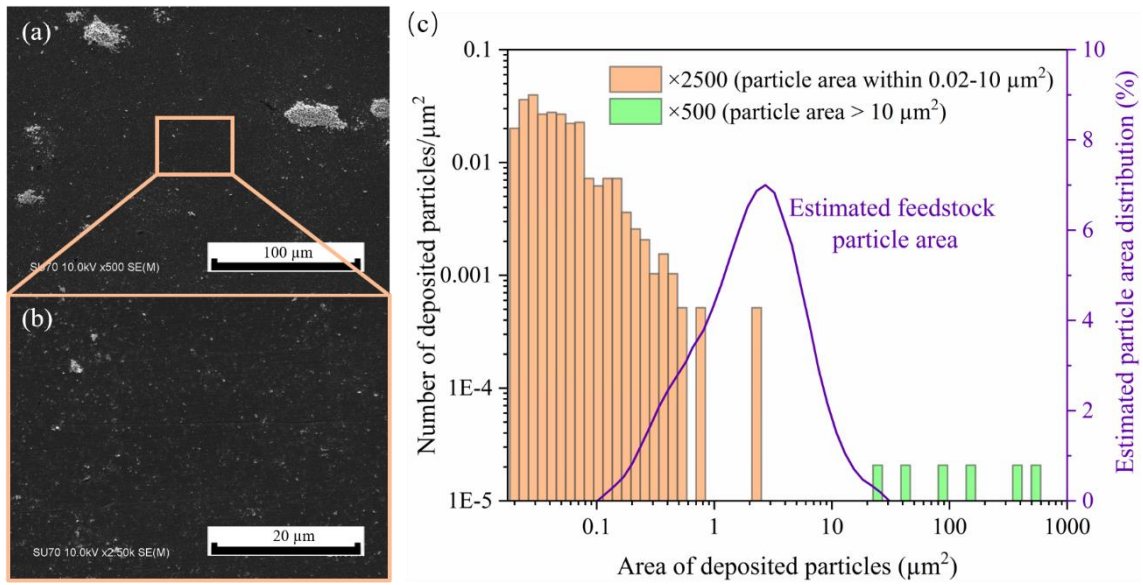 (a)
100 µm
SU70 10.0kV x500 SE(M)
(b)
20 µm
SU70 10.0kV x2.50k SE(M)
(c)
×2500 (particle area within 0.02-10 µm²)
×500 (particle area > 10 µm²)
Estimated feedstock
particle area
Number of deposited particles/µm²
0.1
0.01
0.001
1E-4
1E-5
0.1
1
10
100
1000
Area of deposited particles (µm²)
10
8
6
4
2
0
Estimated particle area distribution (%)